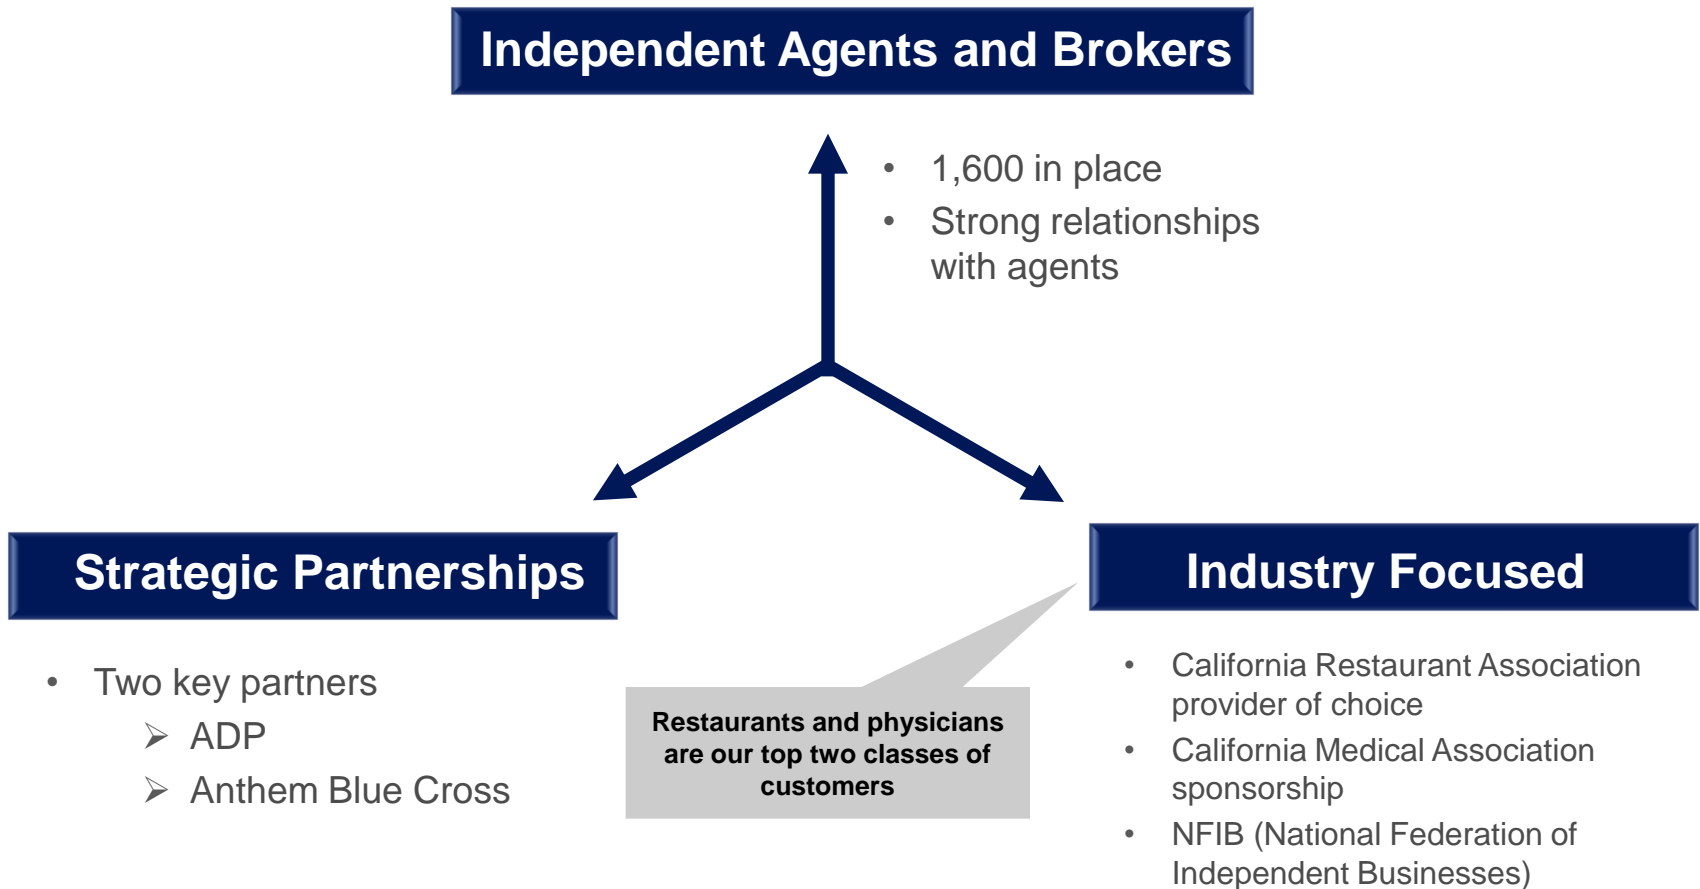 Independent Agents and Brokers
• 1,600 in place
• Strong relationships
with agents
Strategic Partnerships
• Two key partners
➢ ADP
➢ Anthem Blue Cross
Restaurants and physicians
are our top two classes of
customers
Industry Focused
• California Restaurant Association
provider of choice
• California Medical Association
sponsorship
• NFIB (National Federation of
Independent Businesses)